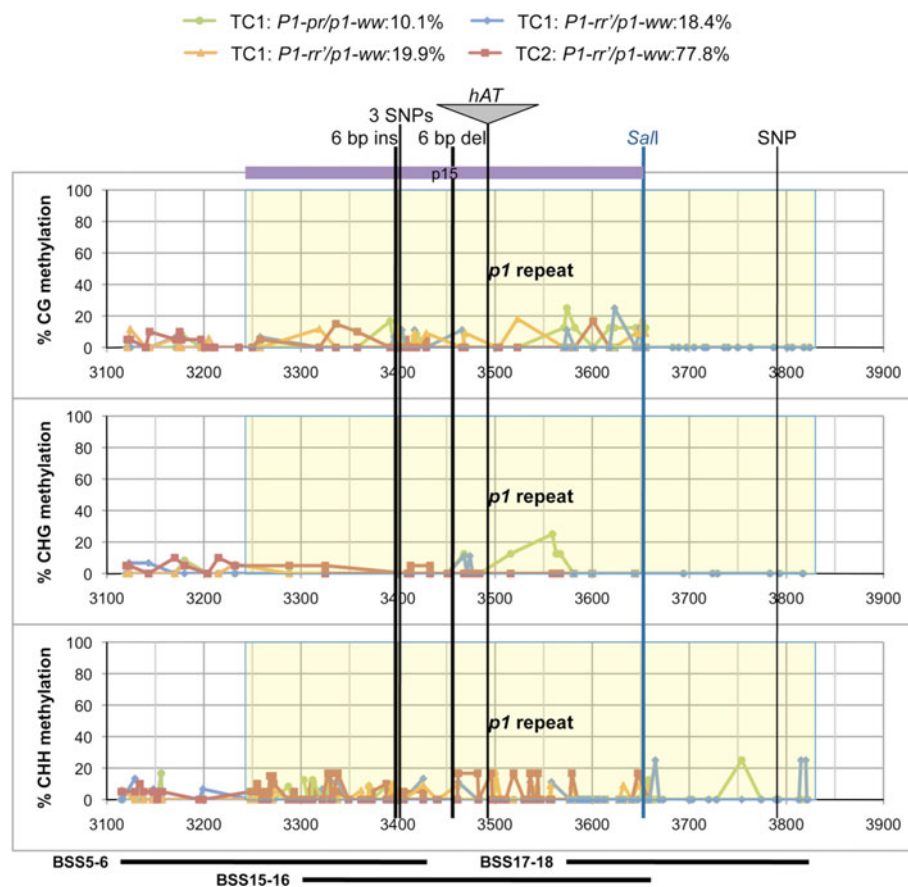 TC1: P1-pr/p1-ww:10.1% TC1: P1-rr'/p1-ww:18.4%
TC1: P1-rr'/p1-ww:19.9% TC2: P1-rr'/p1-ww:77.8%
hAT
3 SNPs
6 bp ins 6 bp del SalI SNP
p15
% CG methylation
100
80
60
40
20
0
p1 repeat
3100 3200 3300 3400 3500 3600 3700 3800 3900
% CHG methylation
100
80
60
40
20
0
p1 repeat
3100 3200 3300 3400 3500 3600 3700 3800 3900
% CHH methylation
100
80
60
40
20
0
p1 repeat
3100 3200 3300 3400 3500 3600 3700 3800 3900
BSS5-6 BSS17-18
BSS15-16